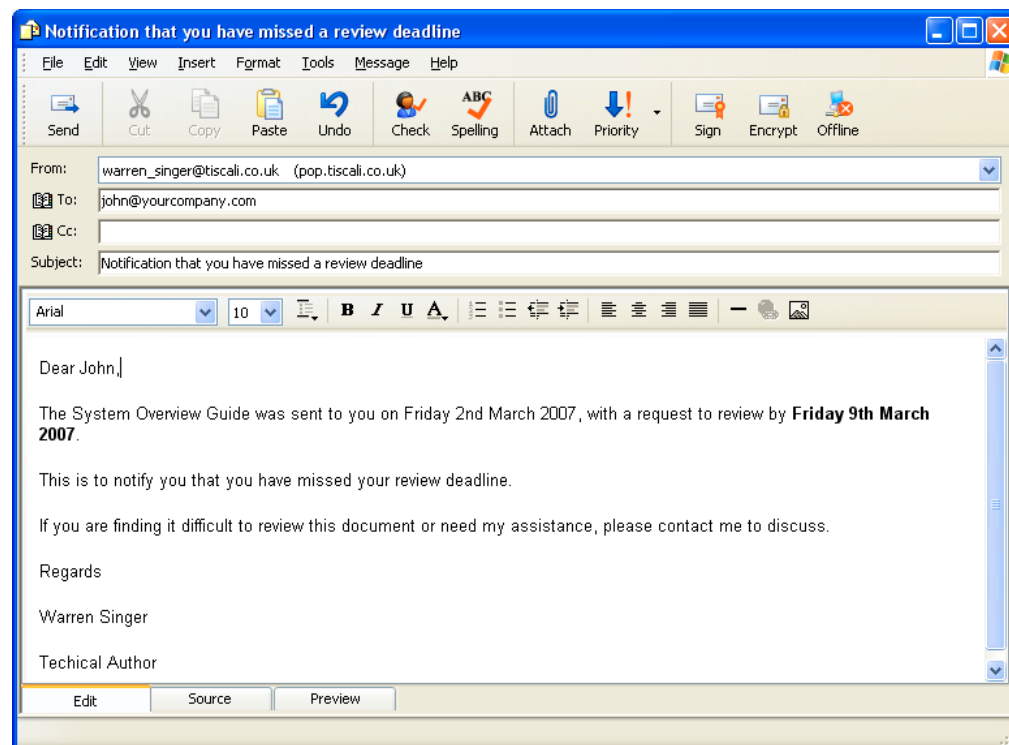 Notification that you have missed a review deadline
File Edit View Insert Format Tools Message Help
ABC
Send Cut Copy Paste Undo Check Spelling Attach Priority Sign Encrypt Offline
From: warren_singer@tiscali.co.uk (pop.tiscali.co.uk)
To: john@yourcompany.com
Cc:
Subject: Notification that you have missed a review deadline
Arial 10 B I U A
Dear John,
The System Overview Guide was sent to you on Friday 2nd March 2007, with a request to review by Friday 9th March
2007.
This is to notify you that you have missed your review deadline.
If you are finding it difficult to review this document or need my assistance, please contact me to discuss.
Regards
Warren Singer
Techical Author
Edit Source Preview